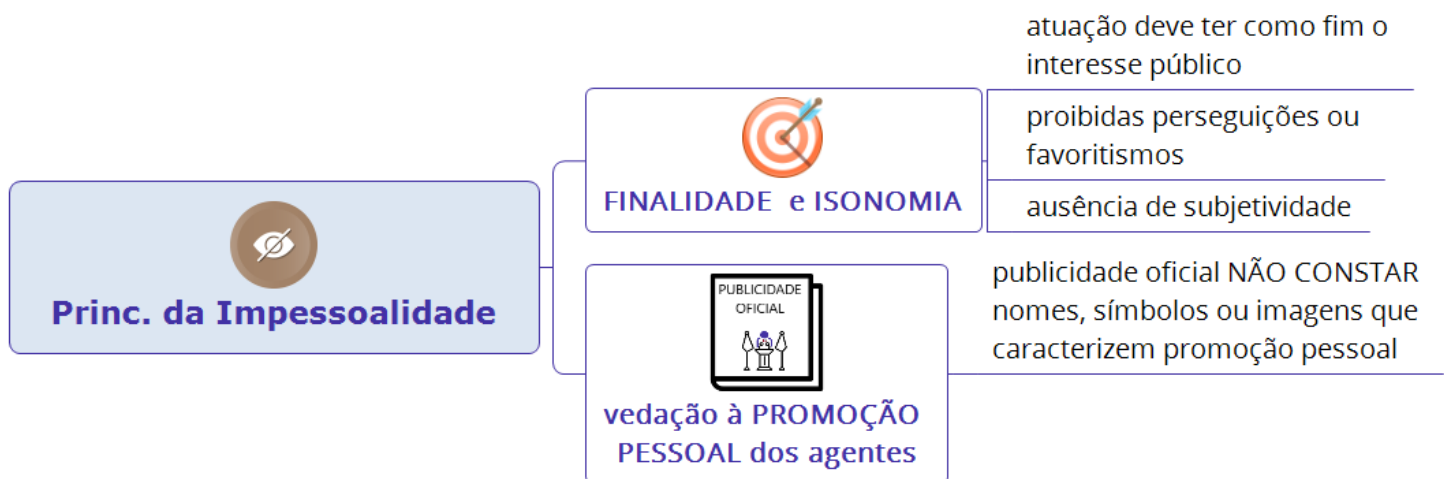 Princ. da Impessoalidade
FINALIDADE e ISONOMIA
atuação deve ter como fim o
interesse público
proibidas perseguições ou
favoritismos
ausência de subjetividade
PUBLICIDADE
OFICIAL
vedação à PROMOÇÃO
PESSOAL dos agentes
publicidade oficial NÃO CONSTAR
nomes, símbolos ou imagens que
caracterizem promoção pessoal